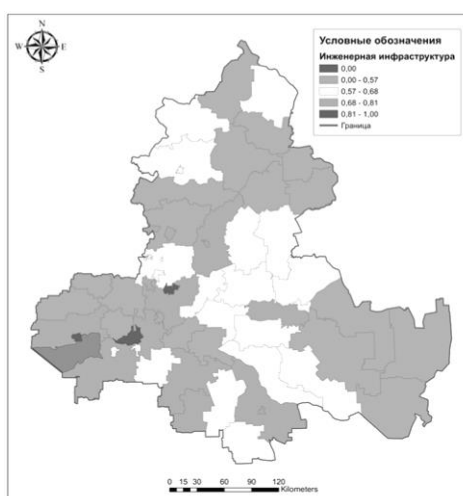 N
W E
S
Условные обозначения
Инженерная инфраструктура
0,00
0,00 - 0,57
0,57 - 0,68
0,68 - 0,81
0,81 - 1,00
Граница
0 15 30 60 90 120
Kilometers